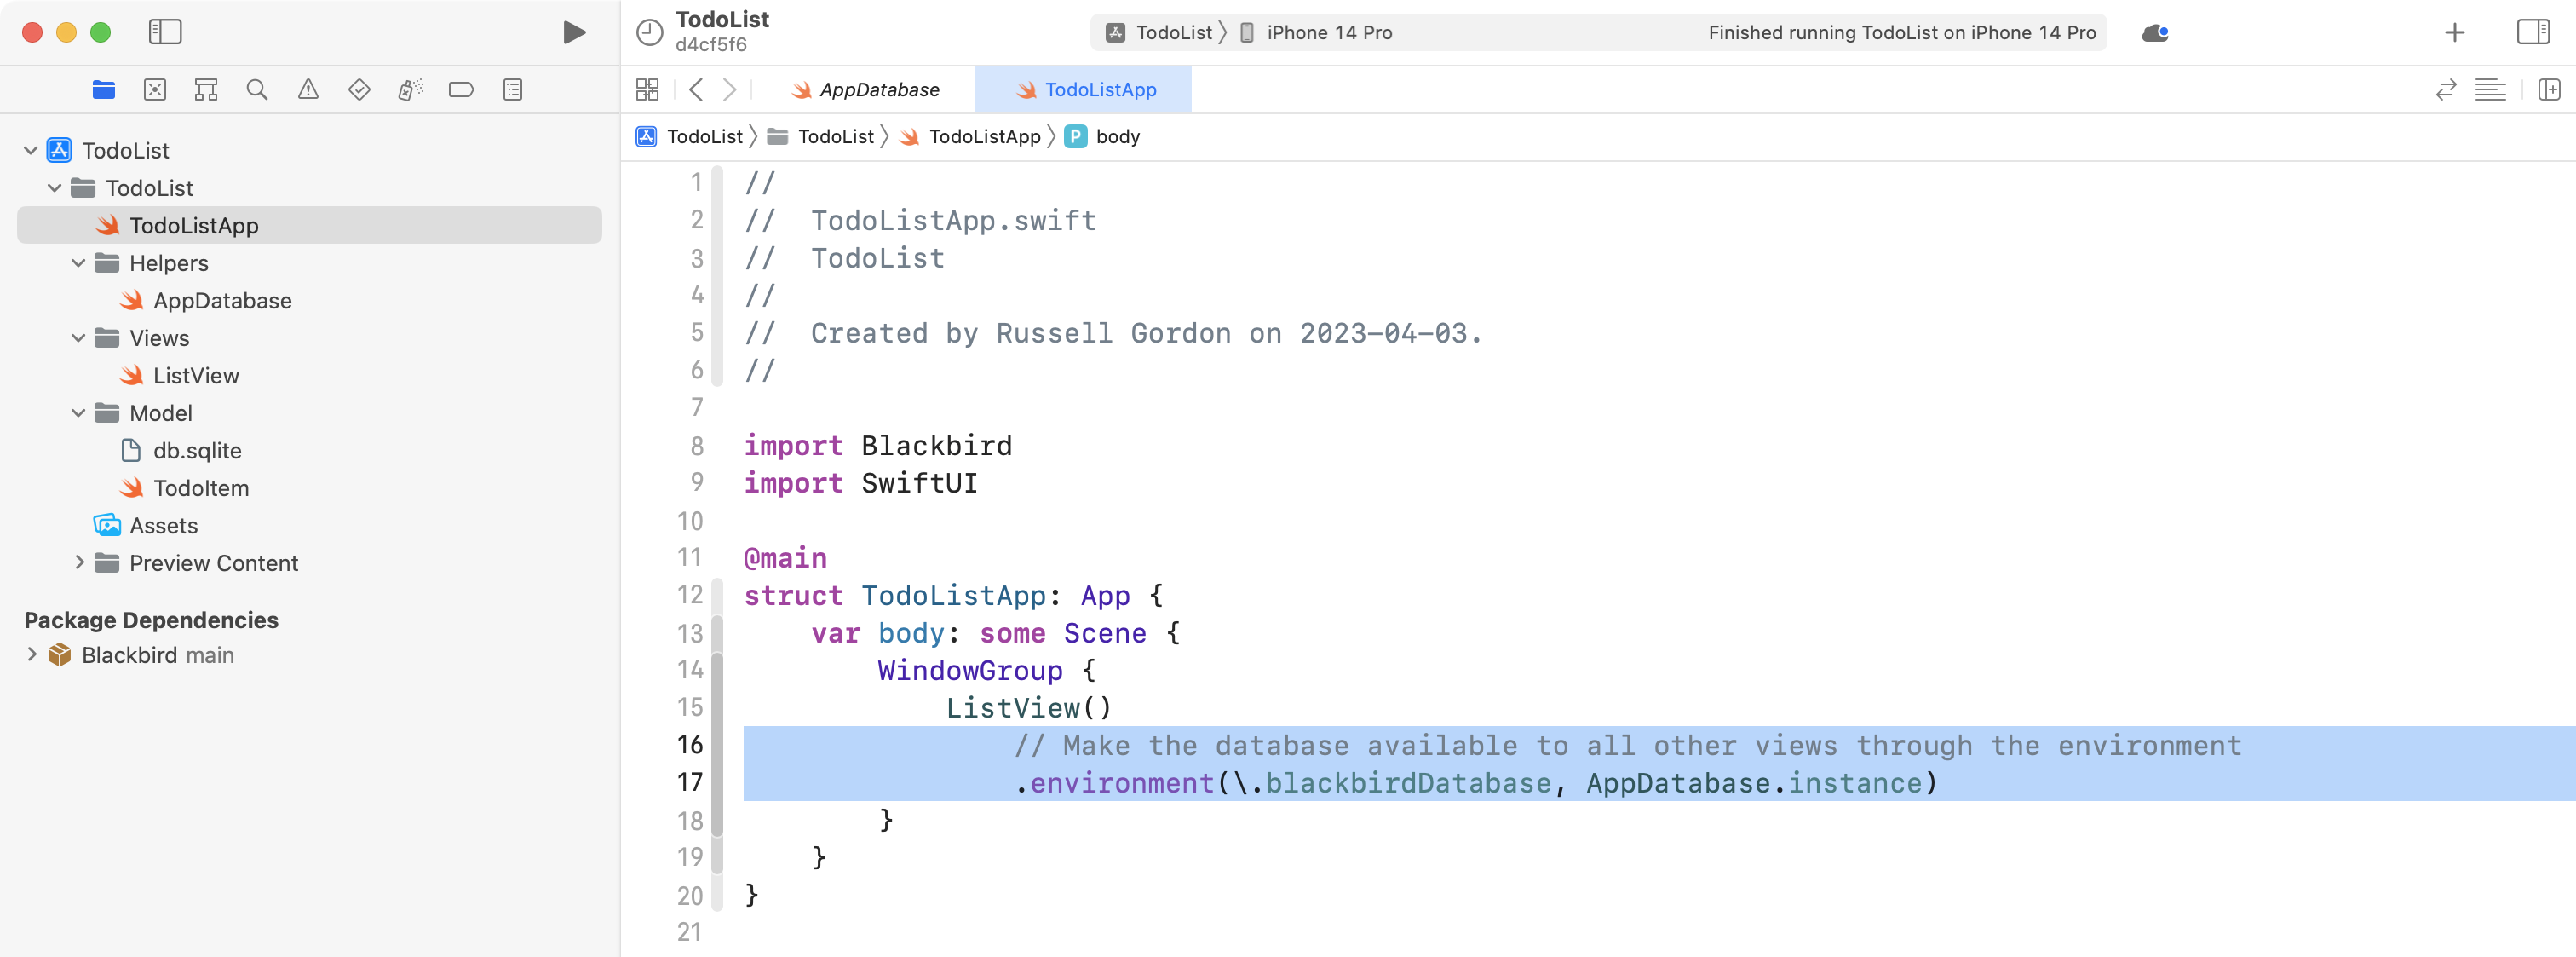 TodoList
d4cf5f6
TodoList 〉 iPhone 14 Pro
Finished running TodoList on iPhone 14 Pro
AppDatabase
TodoListApp
TodoList 〉 TodoList 〉 TodoListApp 〉 P body
TodoList
TodoList
TodoListApp
Helpers
AppDatabase
Views
ListView
Model
db.sqlite
TodoItem
Assets
Preview Content
Package Dependencies
Blackbird main
1 //
2 //  TodoListApp.swift
3 //  TodoList
4 //
5 //  Created by Russell Gordon on 2023-04-03.
6 //
7
8 import Blackbird
9 import SwiftUI
10
11 @main
12 struct TodoListApp: App {
13     var body: some Scene {
14         WindowGroup {
15             ListView()
16                 // Make the database available to all other views through the environment
17                 .environment(\.blackbirdDatabase, AppDatabase.instance)
18         }
19     }
20 }
21